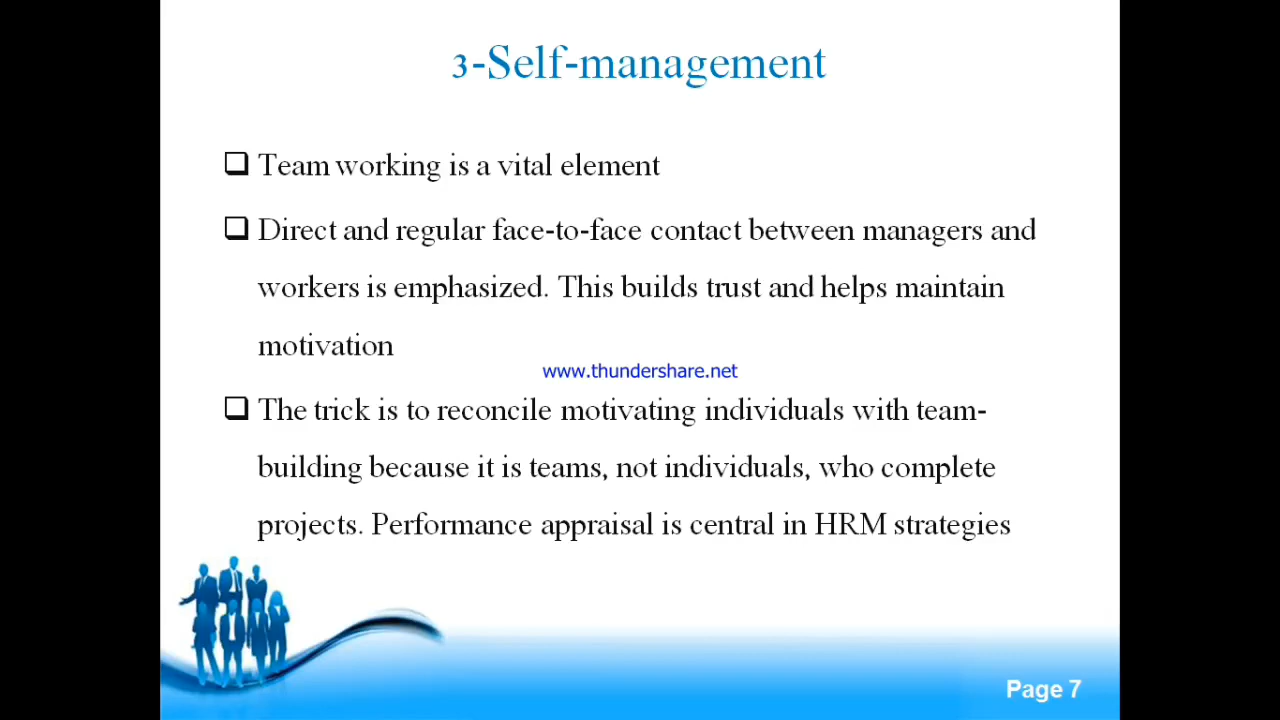 3-Self-management
Team working is a vital element
Direct and regular face-to-face contact between managers and
workers is emphasized. This builds trust and helps maintain
motivation
www.thundershare.net
The trick is to reconcile motivating individuals with team-
building because it is teams, not individuals, who complete
projects. Performance appraisal is central in HRM strategies
Page 7